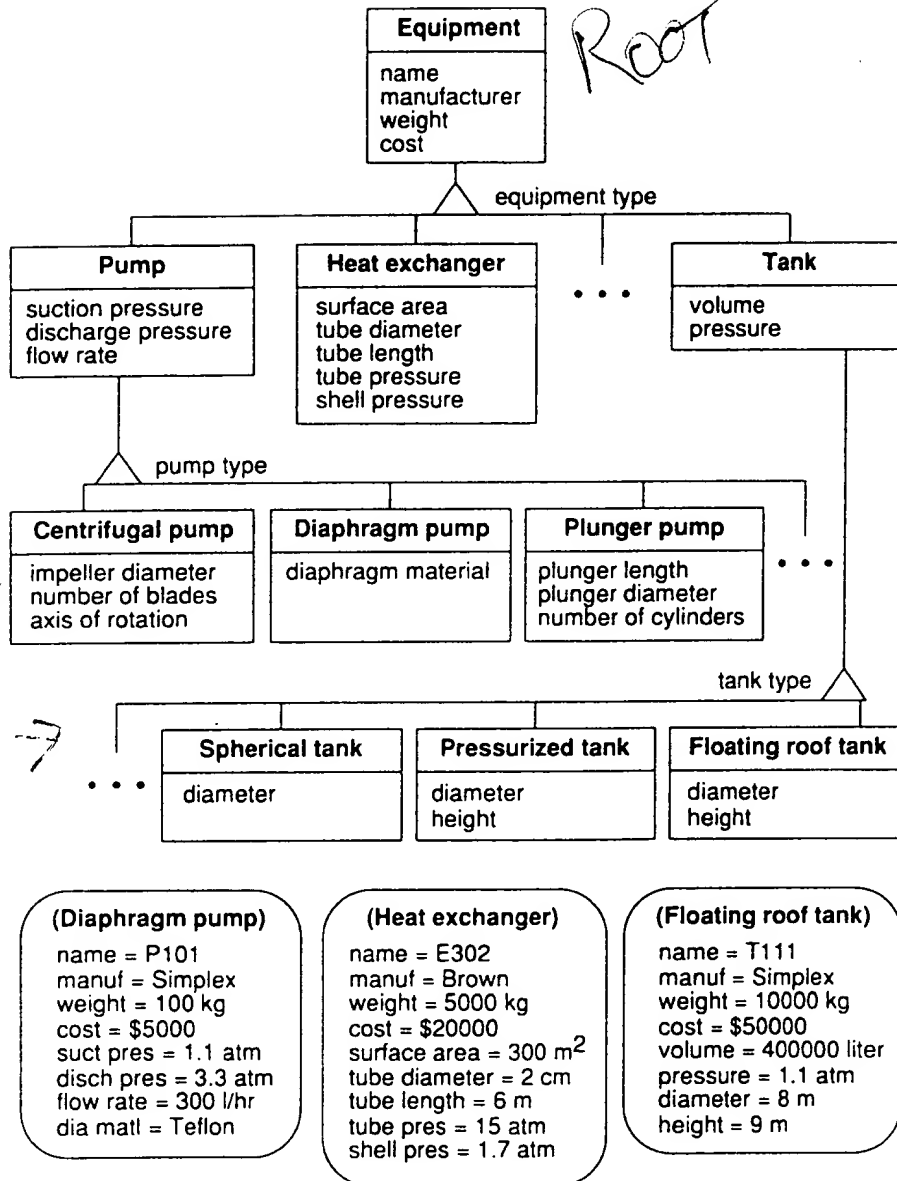 Equipment
Root
name
manufacturer
weight
cost
equipment type
Pump
suction pressure
discharge pressure
flow rate
Heat exchanger
surface area
tube diameter
tube length
tube pressure
shell pressure
• • •
Tank
volume
pressure
pump type
Centrifugal pump
impeller diameter
number of blades
axis of rotation
Diaphragm pump
diaphragm material
Plunger pump
plunger length
plunger diameter
number of cylinders
• • •
tank type
• • •
Spherical tank
diameter
Pressurized tank
diameter
height
Floating roof tank
diameter
height
(Diaphragm pump)
name = P101
manuf = Simplex
weight = 100 kg
cost = $5000
suct pres = 1.1 atm
disch pres = 3.3 atm
flow rate = 300 l/hr
dia matl = Teflon
(Heat exchanger)
name = E302
manuf = Brown
weight = 5000 kg
cost = $20000
surface area = 300 m²
tube diameter = 2 cm
tube length = 6 m
tube pres = 15 atm
shell pres = 1.7 atm
(Floating roof tank)
name = T111
manuf = Simplex
weight = 10000 kg
cost = $50000
volume = 400000 liter
pressure = 1.1 atm
diameter = 8 m
height = 9 m